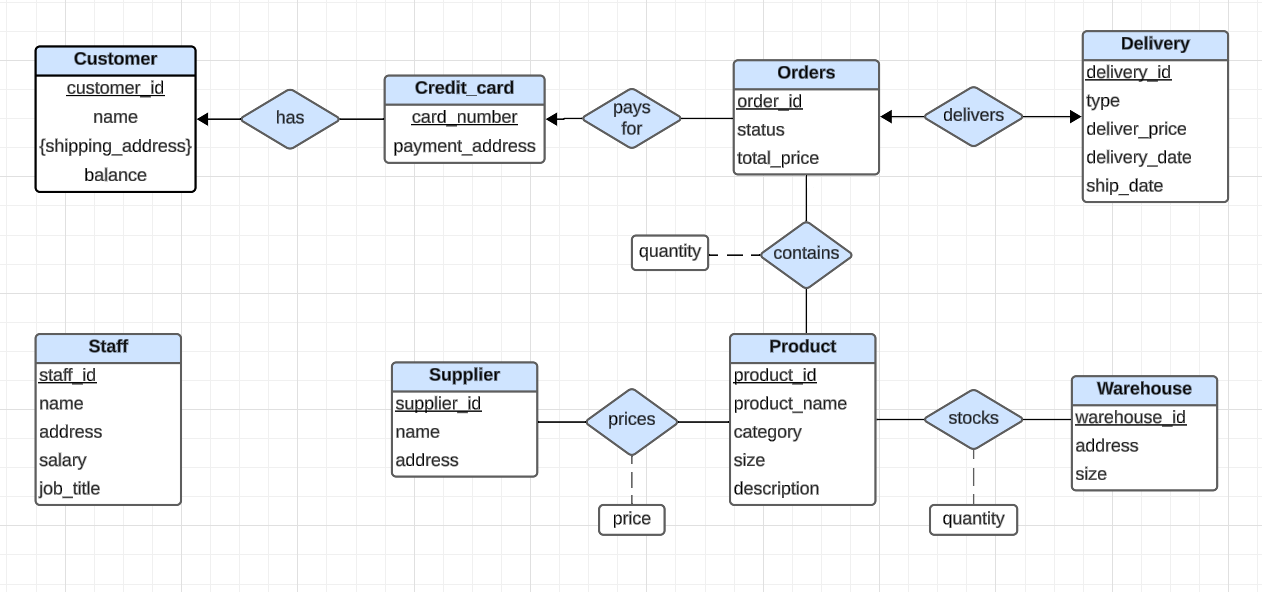 Customer
customer_id
name
{shipping_address}
balance
has
Credit_card
card_number
payment_address
pays
for
Orders
order_id
status
total_price
delivers
Delivery
delivery_id
type
deliver_price
delivery_date
ship_date
quantity
contains
Staff
staff_id
name
address
salary
job_title
Supplier
supplier_id
name
address
prices
price
Product
product_id
product_name
category
size
description
stocks
quantity
Warehouse
warehouse_id
address
size